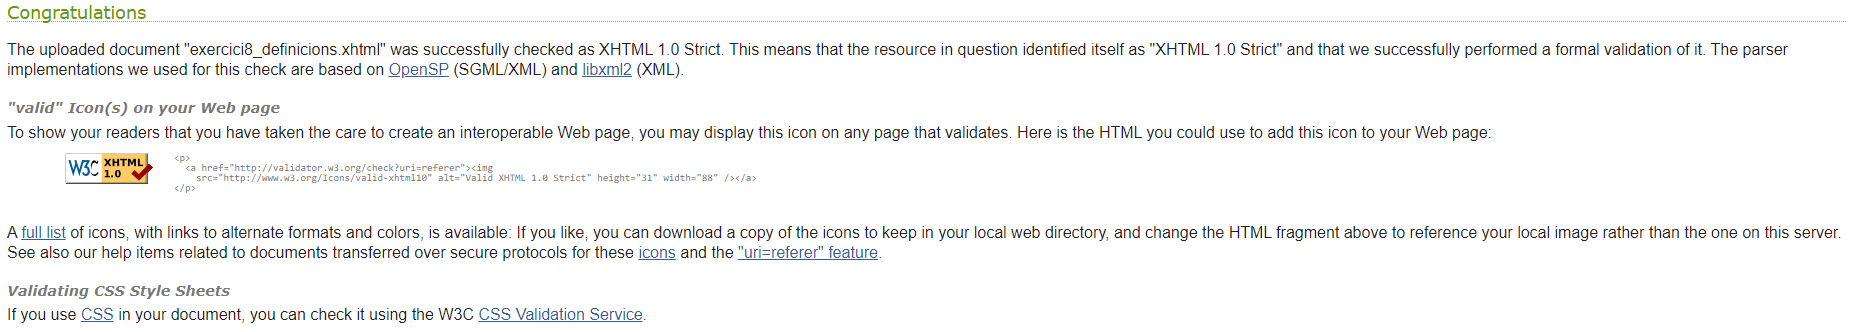 Congratulations
The uploaded document "exercici8_definicions.xhtml" was successfully checked as XHTML 1.0 Strict. This means that the resource in question identified itself as "XHTML 1.0 Strict" and that we successfully performed a formal validation of it. The parser
implementations we used for this check are based on OpenSP (SGML/XML) and libxml2 (XML).
"valid" Icon(s) on your Web page
To show your readers that you have taken the care to create an interoperable Web page, you may display this icon on any page that validates. Here is the HTML you could use to add this icon to your Web page:
W3C XHTML 1.0
<p>
<a href="http://validator.w3.org/check?uri=referer"><img
src="http://www.w3.org/Icons/valid-xhtml10" alt="Valid XHTML 1.0 Strict" height="31" width="88" /></a>
</p>
A full list of icons, with links to alternate formats and colors, is available: If you like, you can download a copy of the icons to keep in your local web directory, and change the HTML fragment above to reference your local image rather than the one on this server.
See also our help items related to documents transferred over secure protocols for these icons and the "uri=referer" feature.
Validating CSS Style Sheets
If you use CSS in your document, you can check it using the W3C CSS Validation Service.